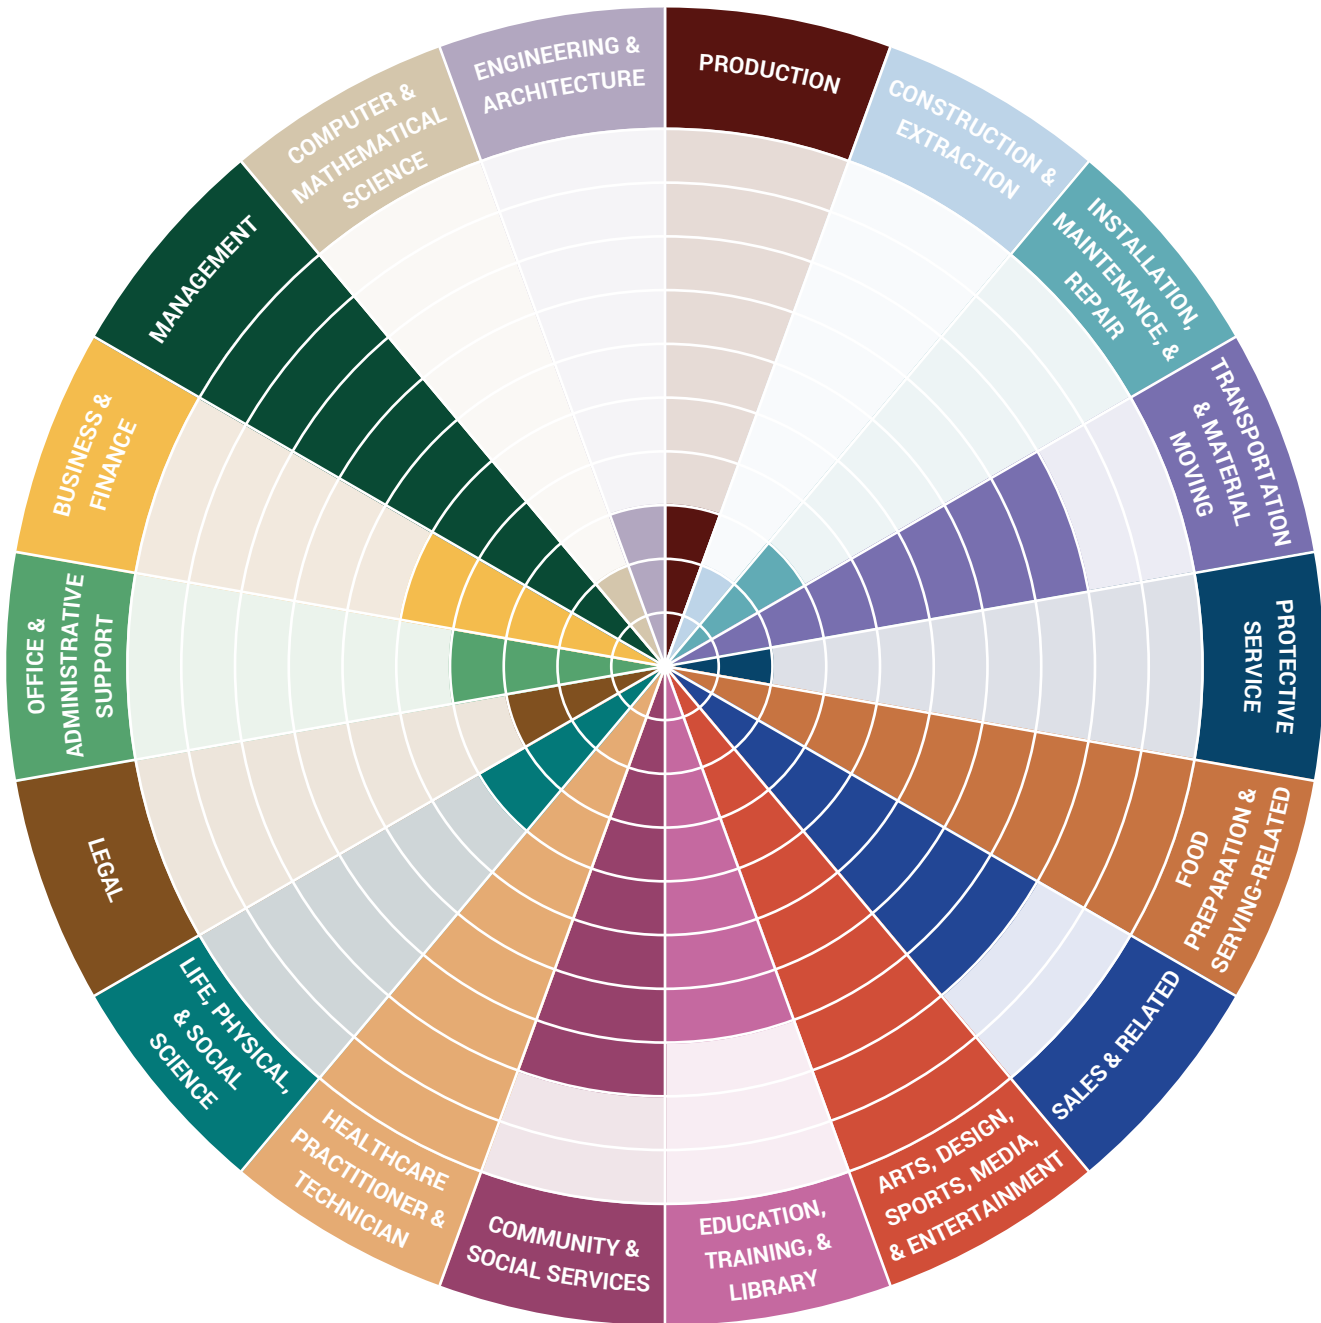 PRODUCTION
CONSTRUCTION &
EXTRACTION
INSTALLATION,
MAINTENANCE, &
REPAIR
TRANSPORTATION
& MATERIAL
MOVING
PROTECTIVE
SERVICE
FOOD
PREPARATION &
SERVING-RELATED
SALES & RELATED
ARTS, DESIGN,
SPORTS, MEDIA,
& ENTERTAINMENT
EDUCATION,
TRAINING, &
LIBRARY
COMMUNITY &
SOCIAL SERVICES
HEALTHCARE
PRACTITIONER &
TECHNICIAN
LIFE, PHYSICAL,
& SOCIAL
SCIENCE
LEGAL
OFFICE &
ADMINISTRATIVE
SUPPORT
BUSINESS &
FINANCE
MANAGEMENT
COMPUTER &
MATHEMATICAL
SCIENCE
ENGINEERING &
ARCHITECTURE